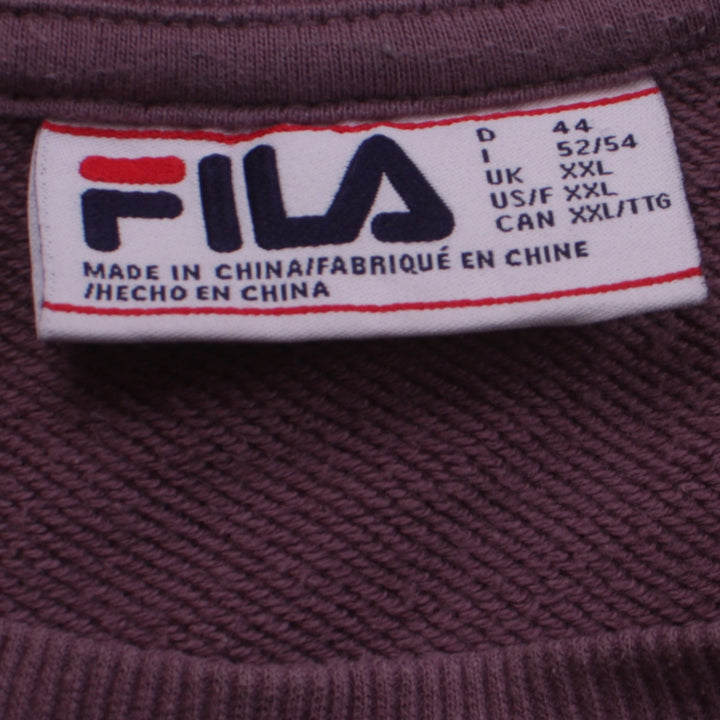 FILA
D 44
I 52/54
UK XXL
US/F XXL
CAN XXL/TTG
MADE IN CHINA/FABRIQUÉ EN CHINE
/HECHO EN CHINA